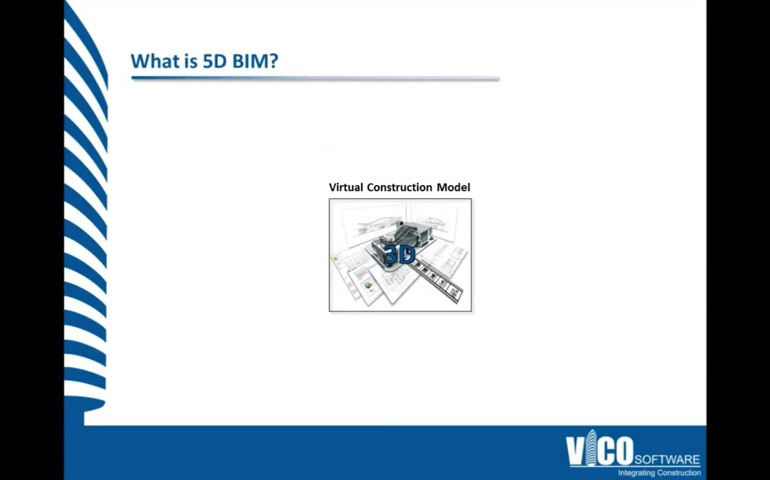 What is 5D BIM?
Virtual Construction Model
3D
VICO SOFTWARE
Integrating Construction